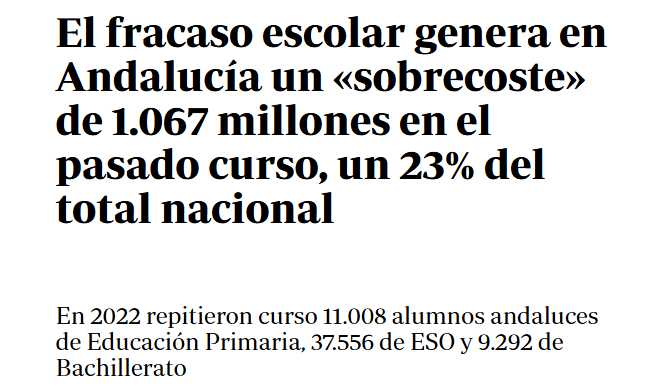 El fracaso escolar genera en
Andalucía un «sobrecoste»
de 1.067 millones en el
pasado curso, un 23% del
total nacional
En 2022 repitieron curso 11.008 alumnos andaluces
de Educación Primaria, 37.556 de ESO y 9.292 de
Bachillerato